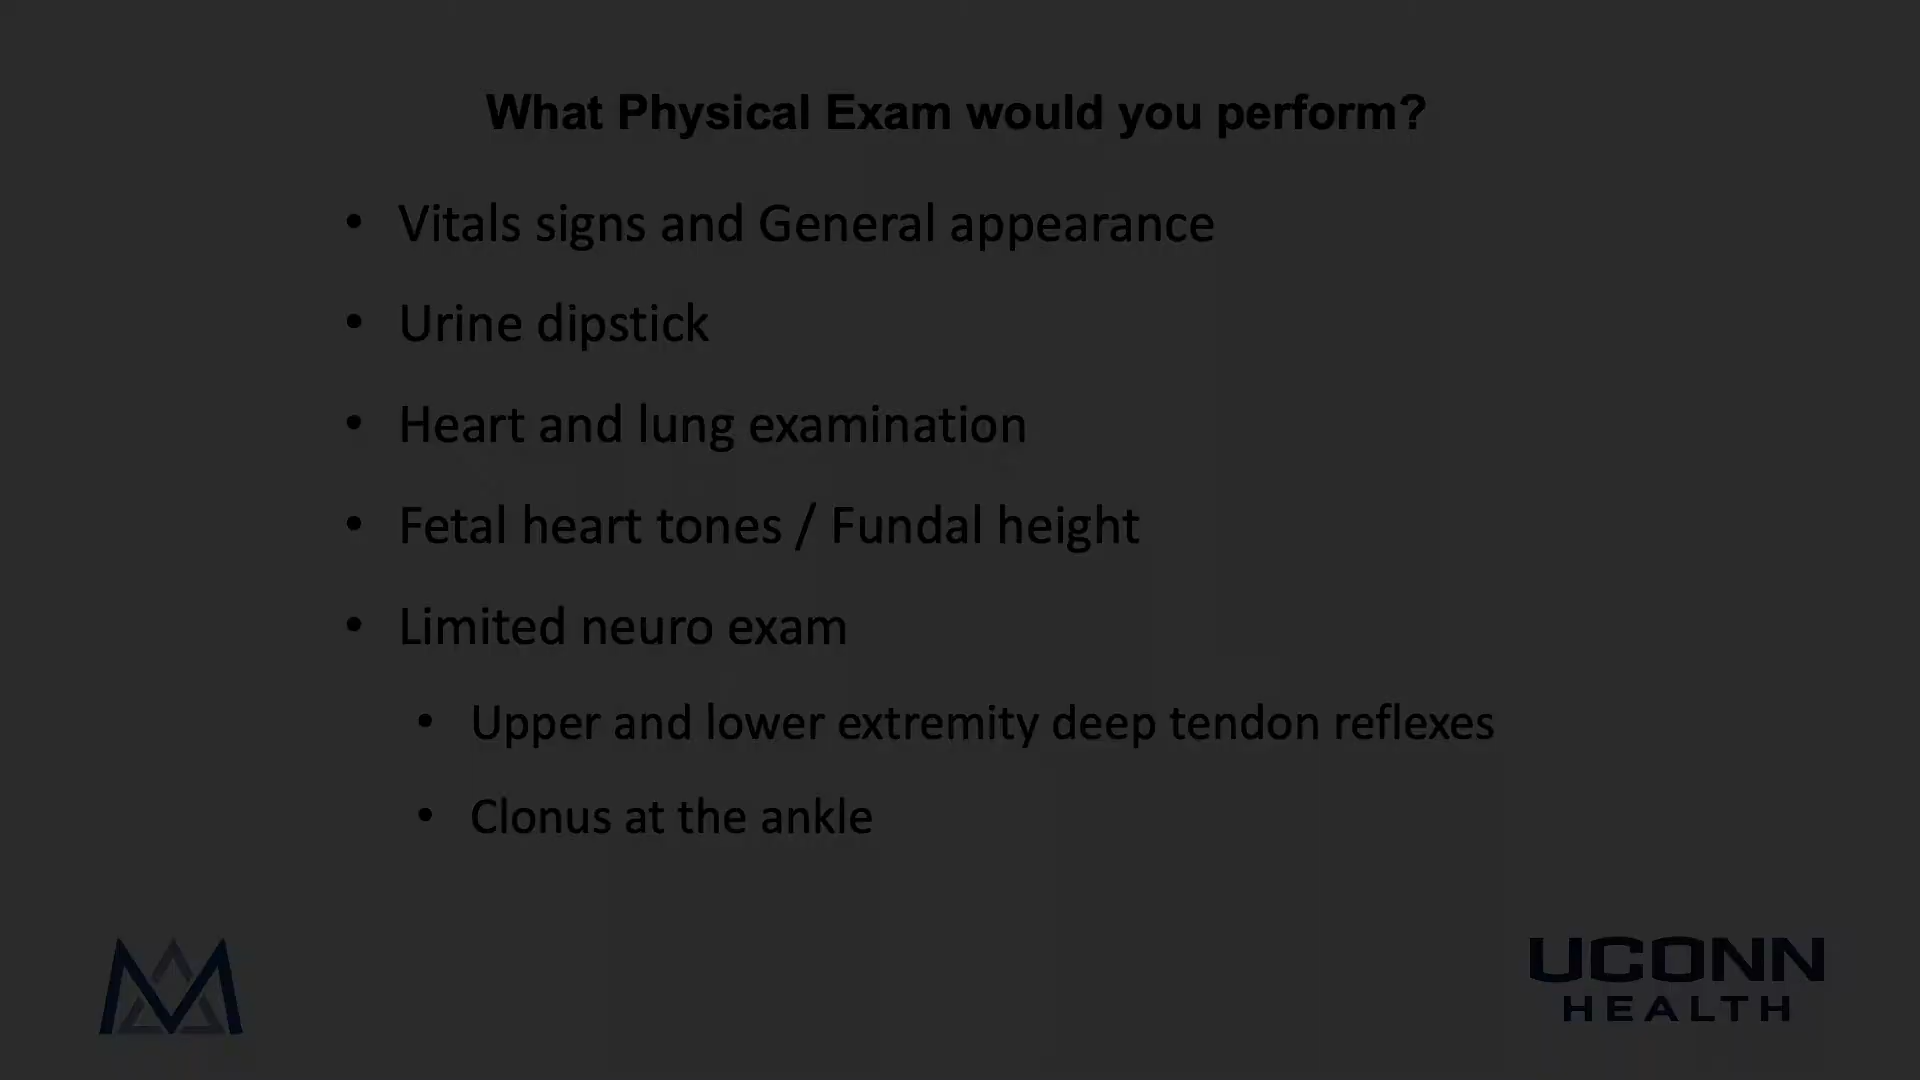 What Physical Exam would you perform?
• Vitals signs and General appearance
• Urine dipstick
• Heart and lung examination
• Fetal heart tones / Fundal height
• Limited neuro exam
• Upper and lower extremity deep tendon reflexes
• Clonus at the ankle
UCONN
HEALTH